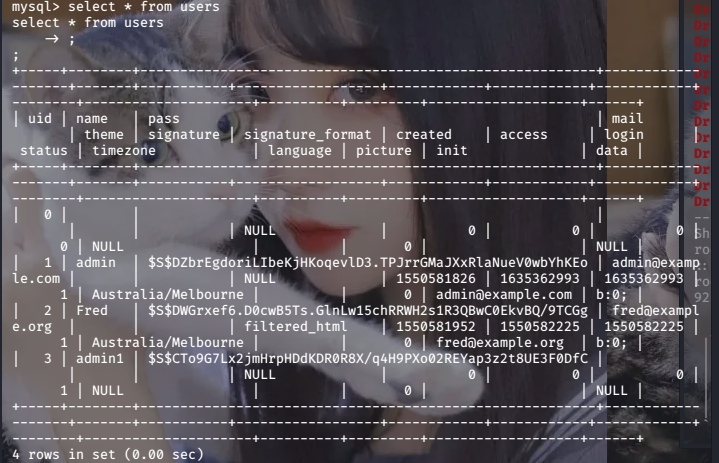 mysql> select * from users
select * from users
    -> ;
;
+-----+--------+---------------------------------------------------------+-----------
------+-------+-----------+------------------+------------+------------+-----------
-------+---------------------+----------+---------+------------------+------+
| uid | name | pass | mail
| theme | signature | signature_format | created | access | login |
status | timezone | language | picture | init | data |
+-----+--------+---------------------------------------------------------+-----------
------+-------+-----------+------------------+------------+------------+-----------
-------+---------------------+----------+---------+------------------+------+
| 0 | | |
| | | NULL | 0 | 0 | 0 |
0 | NULL | | 0 | | NULL |
| 1 | admin | $S$DZbrEgdoriLIbeKjHKoqevlD3.TPJrrGMaJXxRlaNueV0wbYhKEo | admin@examp
le.com | | | NULL | 1550581826 | 1635362993 | 1635362993 |
1 | Australia/Melbourne | | 0 | admin@example.com | b:0; |
| 2 | Fred | $S$DWGrxef6.D0cwB5Ts.GlnLw15chRRWH2s1R3QBwC0EkvBQ/9TCGg | fred@exampl
e.org | | | filtered_html | 1550581952 | 1550582225 | 1550582225 |
1 | Australia/Melbourne | | 0 | fred@example.org | b:0; |
| 3 | admin1 | $S$CTo9G7Lx2jmHrpHDdKDR0R8X/q4H9PXo02REYap3z2t8UE3F0DfC |
| | | NULL | 0 | 0 | 0 |
1 | NULL | | 0 | | NULL |
+-----+--------+---------------------------------------------------------+-----------
------+-------+-----------+------------------+------------+------------+-----------
-------+---------------------+----------+---------+------------------+------+
4 rows in set (0.00 sec)